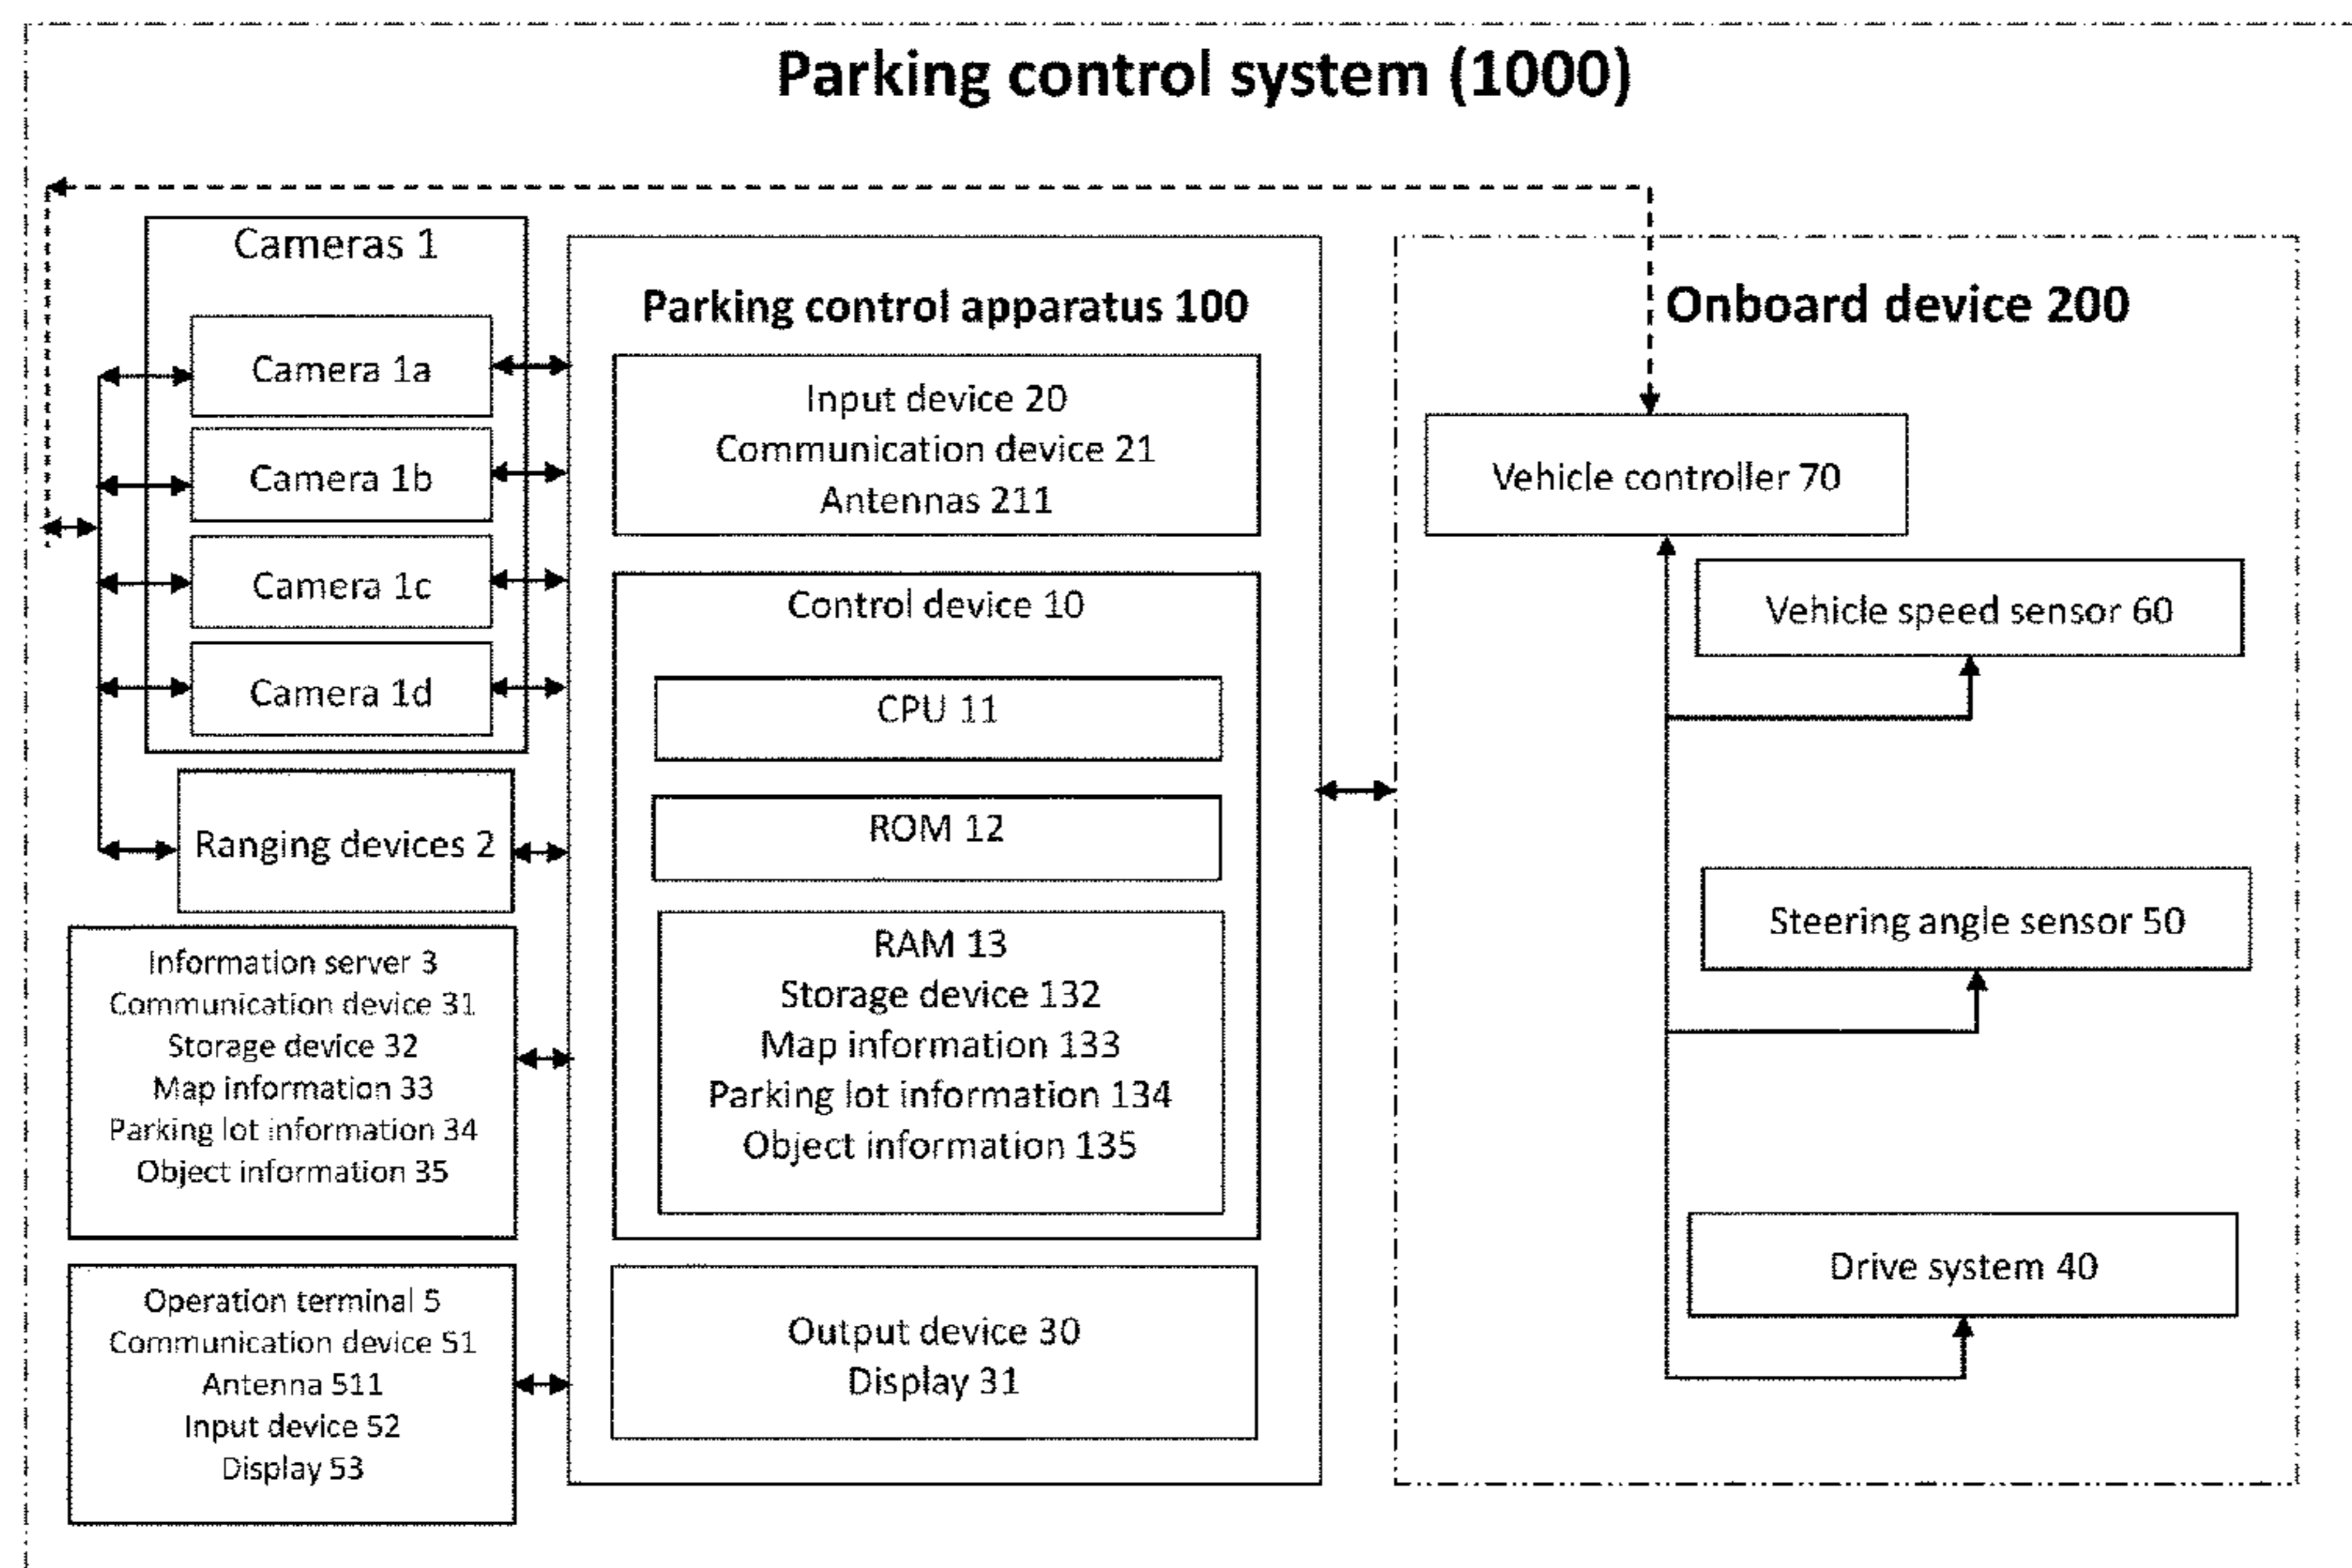 Parking control system (1000)
Cameras 1
Camera 1a
Camera 1b
Camera 1c
Camera 1d
Ranging devices 2
Information server 3
Communication device 31
Storage device 32
Map information 33
Parking lot information 34
Object information 35
Operation terminal 5
Communication device 51
Antenna 511
Input device 52
Display 53
Parking control apparatus 100
Input device 20
Communication device 21
Antennas 211
Control device 10
CPU 11
ROM 12
RAM 13
Storage device 132
Map information 133
Parking lot information 134
Object information 135
Output device 30
Display 31
Onboard device 200
Vehicle controller 70
Vehicle speed sensor 60
Steering angle sensor 50
Drive system 40